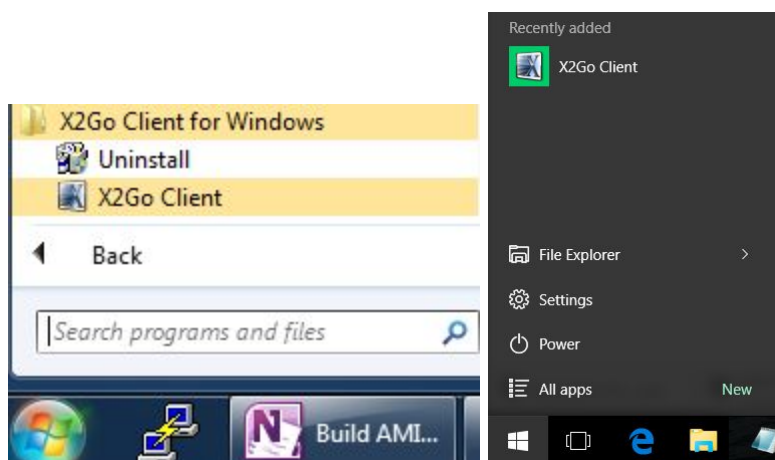 X2Go Client for Windows
Uninstall
X2Go Client
Back
Search programs and files
Build AMI...
Recently added
X2Go Client
File Explorer
Settings
Power
All apps New